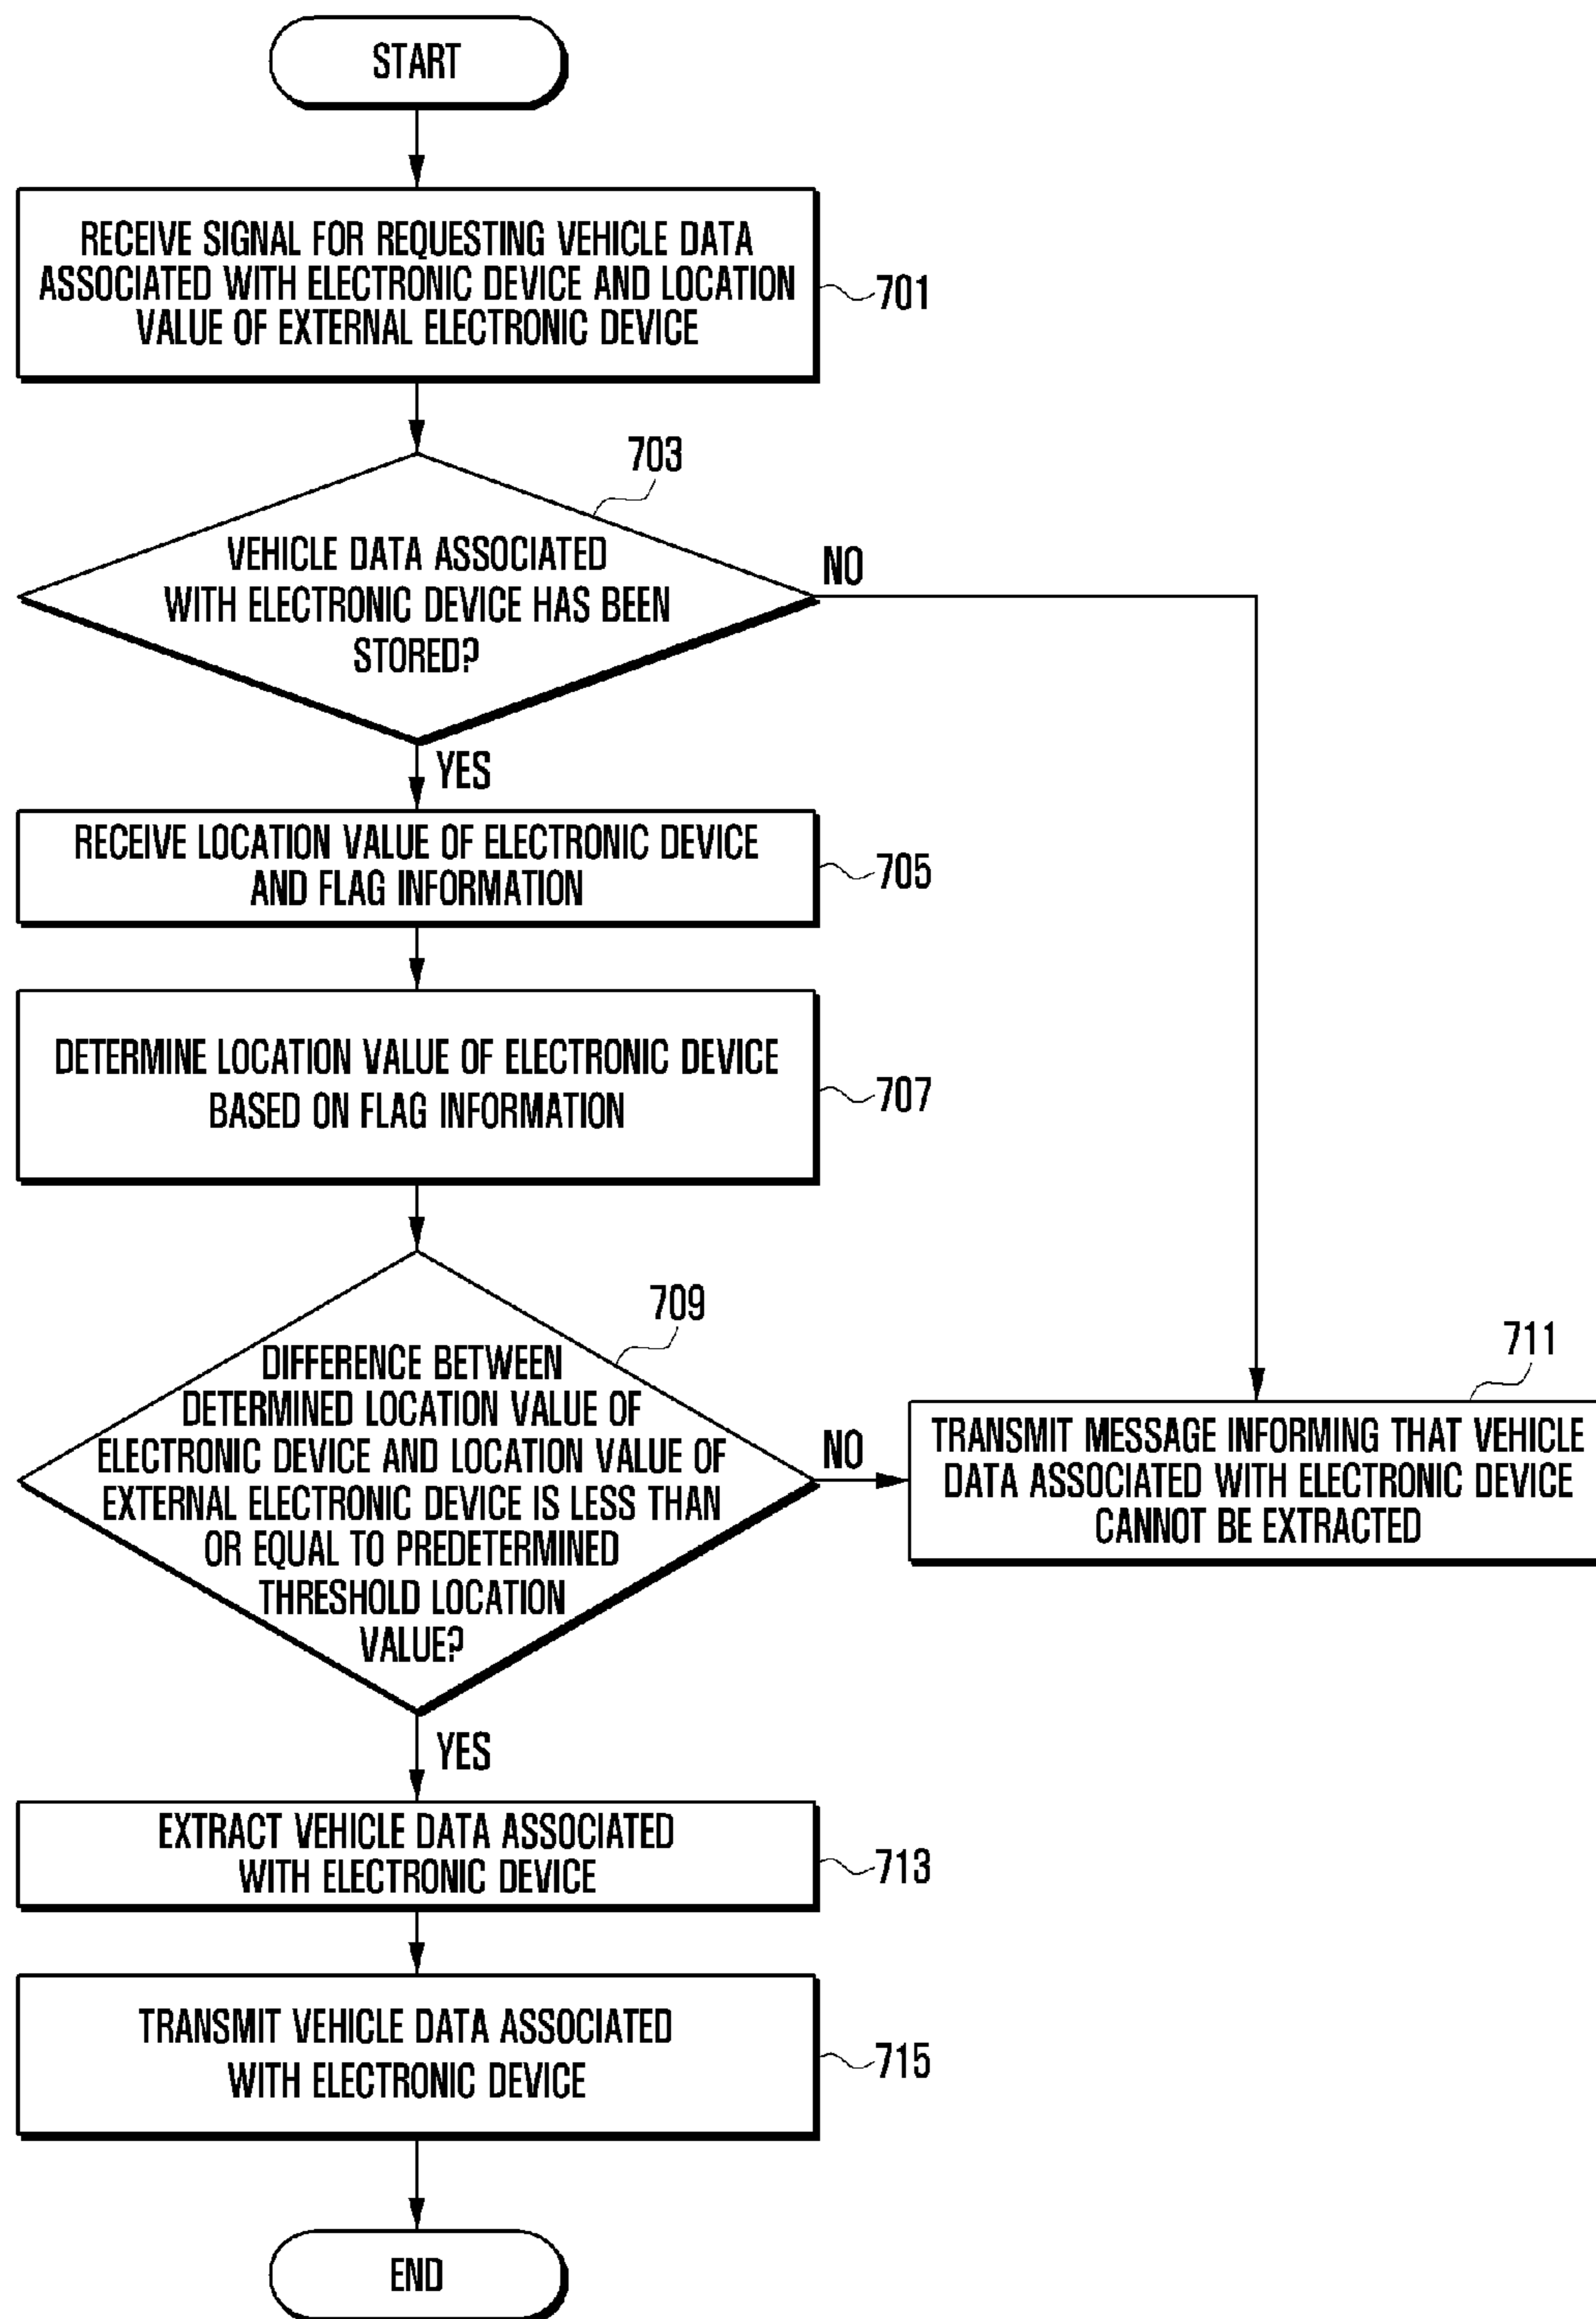 START
RECEIVE SIGNAL FOR REQUESTING VEHICLE DATA
ASSOCIATED WITH ELECTRONIC DEVICE AND LOCATION
VALUE OF EXTERNAL ELECTRONIC DEVICE
701
703
VEHICLE DATA ASSOCIATED
WITH ELECTRONIC DEVICE HAS BEEN
STORED?
NO
YES
RECEIVE LOCATION VALUE OF ELECTRONIC DEVICE
AND FLAG INFORMATION
705
DETERMINE LOCATION VALUE OF ELECTRONIC DEVICE
BASED ON FLAG INFORMATION
707
709
DIFFERENCE BETWEEN
DETERMINED LOCATION VALUE OF
ELECTRONIC DEVICE AND LOCATION VALUE OF
EXTERNAL ELECTRONIC DEVICE IS LESS THAN
OR EQUAL TO PREDETERMINED
THRESHOLD LOCATION
VALUE?
NO
711
TRANSMIT MESSAGE INFORMING THAT VEHICLE
DATA ASSOCIATED WITH ELECTRONIC DEVICE
CANNOT BE EXTRACTED
YES
EXTRACT VEHICLE DATA ASSOCIATED
WITH ELECTRONIC DEVICE
713
TRANSMIT VEHICLE DATA ASSOCIATED
WITH ELECTRONIC DEVICE
715
END